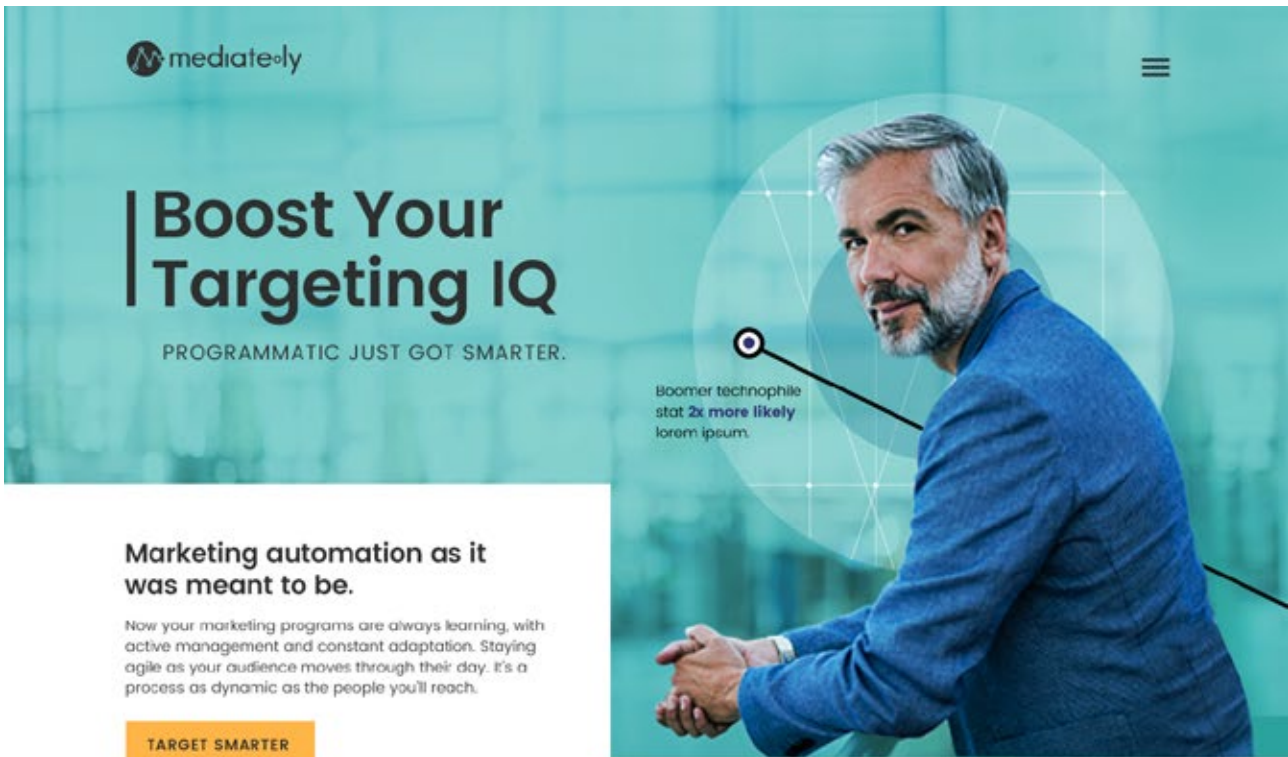 mediate.ly
Boost Your
Targeting IQ
PROGRAMMATIC JUST GOT SMARTER.
Boomer technophile
stat 2x more likely
lorem ipsum.
Marketing automation as it
was meant to be.
Now your marketing programs are always learning, with
active management and constant adaptation. Staying
agile as your audience moves through their day. It's a
process as dynamic as the people you'll reach.
TARGET SMARTER